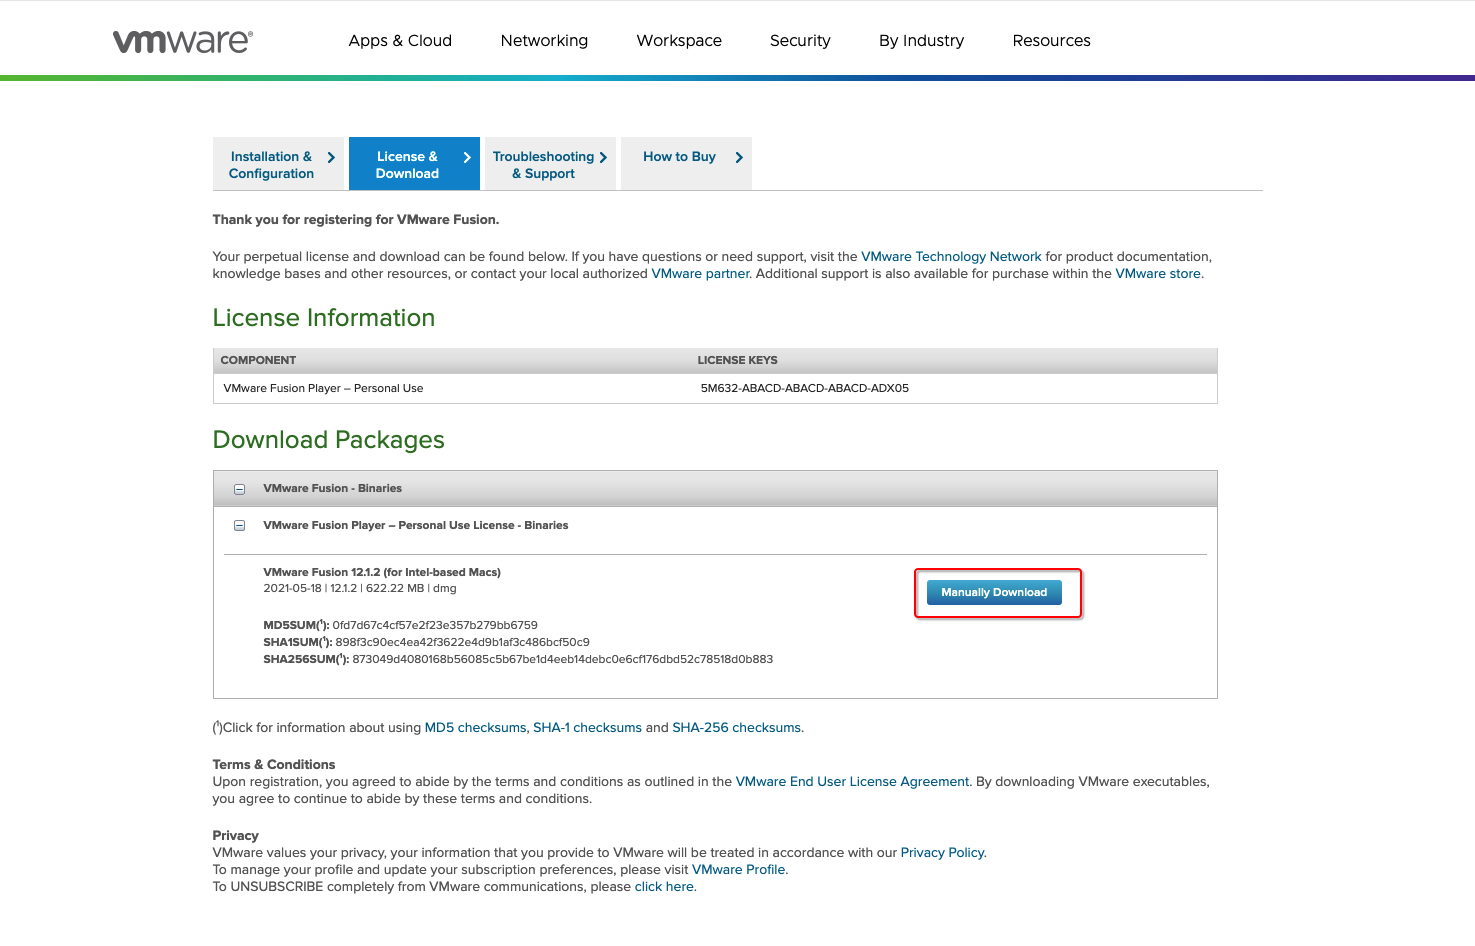 vmware®
Apps & Cloud Networking Workspace Security By Industry Resources
Installation & Configuration
License & Download
Troubleshooting & Support
How to Buy
Thank you for registering for VMware Fusion.
Your perpetual license and download can be found below. If you have questions or need support, visit the VMware Technology Network for product documentation,
knowledge bases and other resources, or contact your local authorized VMware partner. Additional support is also available for purchase within the VMware store.
License Information
COMPONENT LICENSE KEYS
VMware Fusion Player – Personal Use 5M632-ABACD-ABACD-ABACD-ADX05
Download Packages
VMware Fusion - Binaries
VMware Fusion Player – Personal Use License - Binaries
VMware Fusion 12.1.2 (for Intel-based Macs)
2021-05-18 | 12.1.2 | 622.22 MB | dmg
Manually Download
MD5SUM(¹): 0fd7d67c4cf57e2f23e357b279bb6759
SHA1SUM(¹): 898f3c90ec4ea42f3622e4d9b1af3c486bcf50c9
SHA256SUM(¹): 873049d4080168b56085c5b67be1d4eeb14debc0e6cf176dbd52c78518d0b883
(¹)Click for information about using MD5 checksums, SHA-1 checksums and SHA-256 checksums.
Terms & Conditions
Upon registration, you agreed to abide by the terms and conditions as outlined in the VMware End User License Agreement. By downloading VMware executables,
you agree to continue to abide by these terms and conditions.
Privacy
VMware values your privacy, your information that you provide to VMware will be treated in accordance with our Privacy Policy.
To manage your profile and update your subscription preferences, please visit VMware Profile.
To UNSUBSCRIBE completely from VMware communications, please click here.